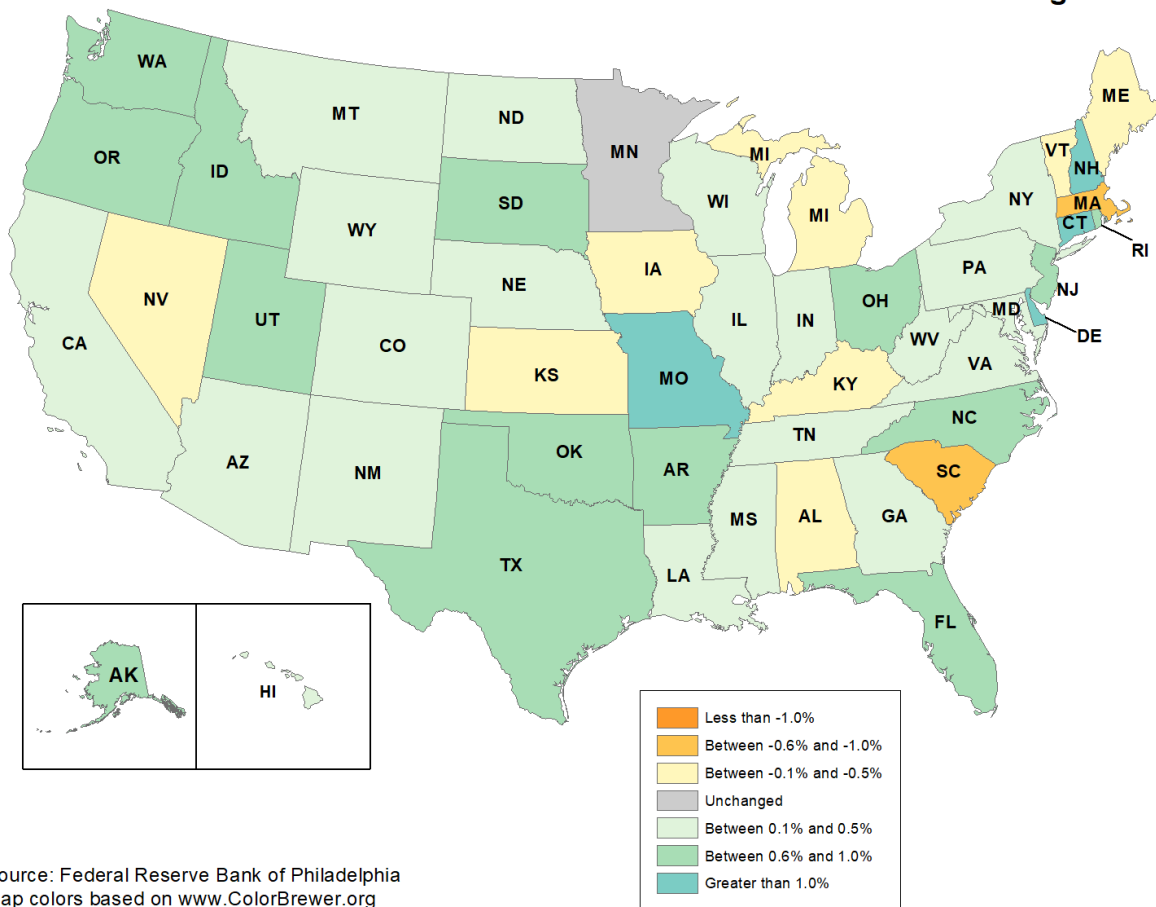 g
WA
MT
ND
MN
ME
OR
ID
SD
WI
MI
MI
VT
NH
NY
MA
CT
RI
WY
IA
NE
PA
NV
UT
CO
IL
IN
OH
NJ
MD
DE
CA
KS
MO
WV
VA
KY
AZ
NM
OK
AR
TN
NC
SC
TX
LA
MS
AL
GA
FL
AK
HI
Less than -1.0%
Between -0.6% and -1.0%
Between -0.1% and -0.5%
Unchanged
Between 0.1% and 0.5%
Between 0.6% and 1.0%
Greater than 1.0%
ource: Federal Reserve Bank of Philadelphia
ap colors based on www.ColorBrewer.org